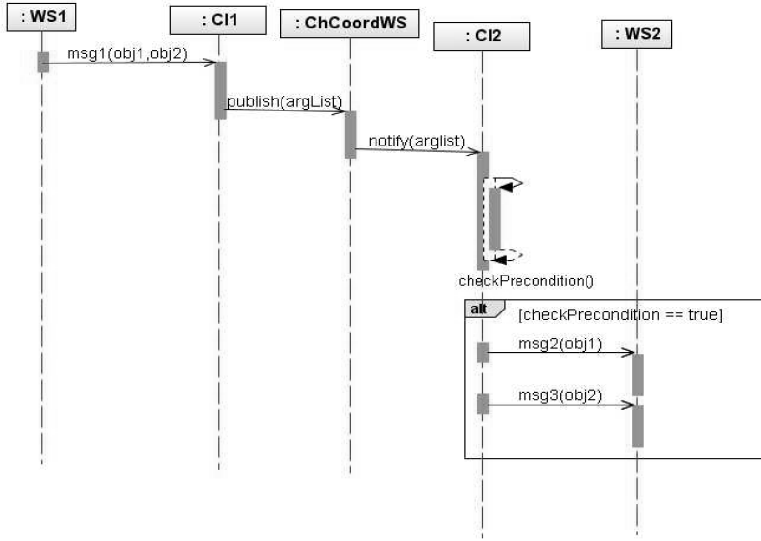 : WS1
: CI1
: ChCoordWS
: CI2
: WS2
msg1(obj1,obj2)
publish(argList)
notify(arglist)
checkPrecondition()
alt
[checkPrecondition == true]
msg2(obj1)
msg3(obj2)